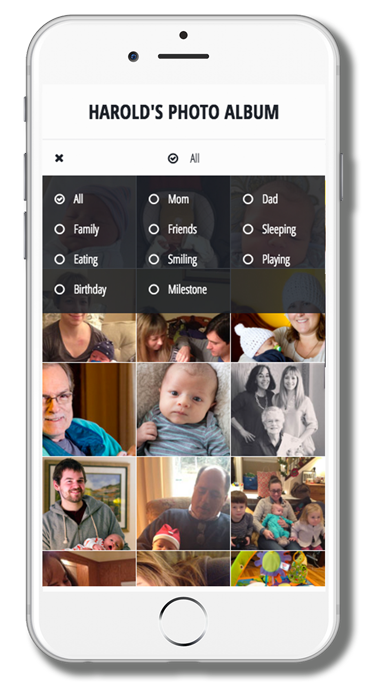 HAROLD'S PHOTO ALBUM
All
All Mom Dad
Family Friends Sleeping
Eating Smiling Playing
Birthday Milestone